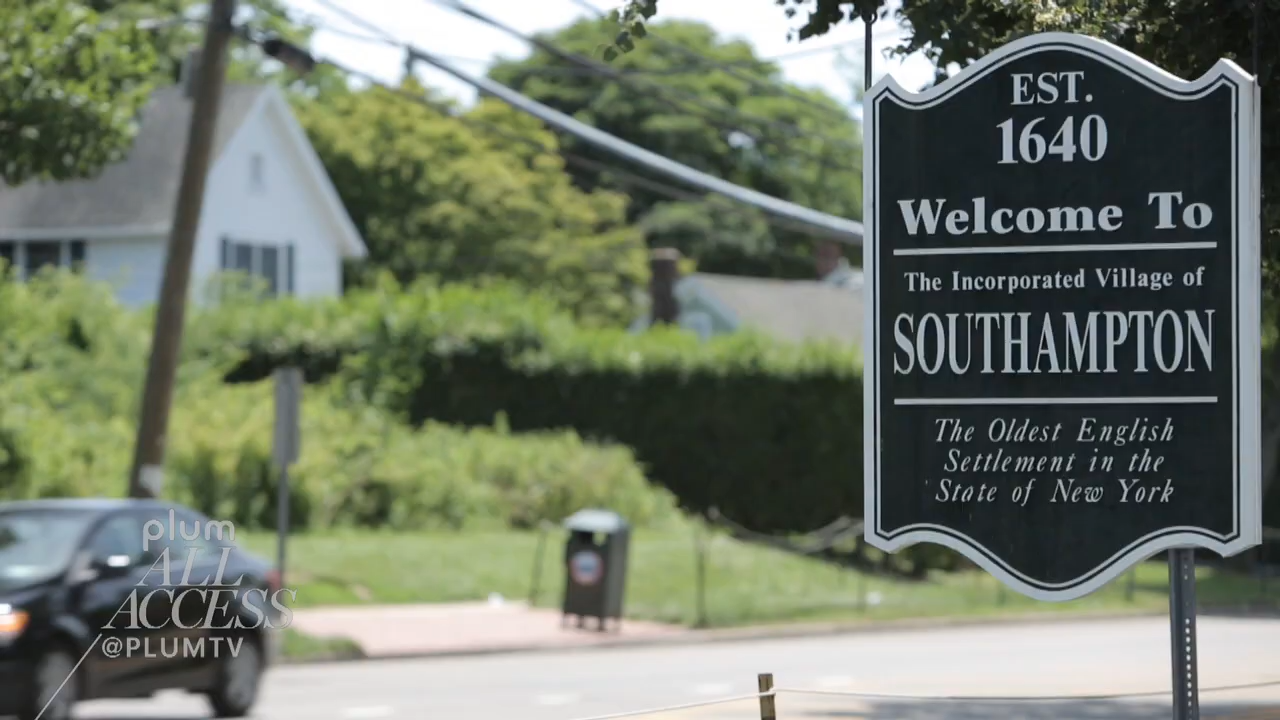 EST.
1640
Welcome To
The Incorporated Village of
SOUTHAMPTON
The Oldest English
Settlement in the
State of New York
plum
ALL
ACCESS
@PLUMTV